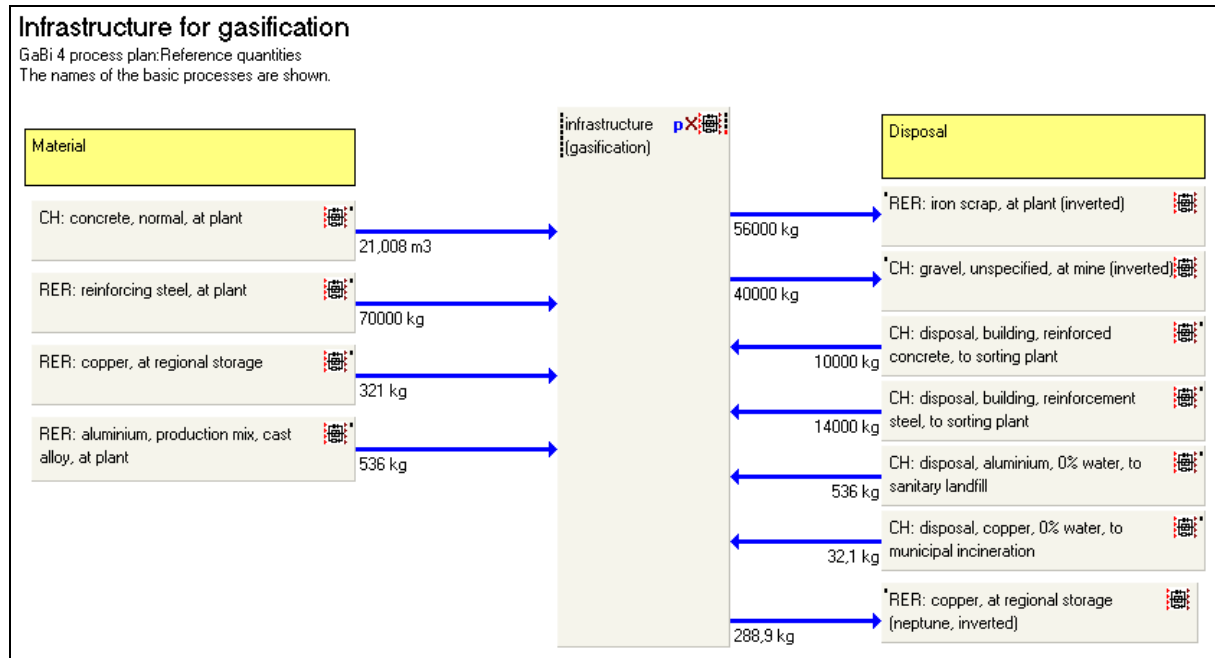 Infrastructure for gasification
GaBi 4 process plan:Reference quantities
The names of the basic processes are shown.
Material
CH: concrete, normal, at plant
21,008 m3
RER: reinforcing steel, at plant
70000 kg
RER: copper, at regional storage
321 kg
RER: aluminium, production mix, cast
alloy, at plant
536 kg
infrastructure pX
(gasification)
Disposal
RER: iron scrap, at plant (inverted)
56000 kg
CH: gravel, unspecified, at mine (inverted)
40000 kg
CH: disposal, building, reinforced
concrete, to sorting plant
10000 kg
CH: disposal, building, reinforcement
steel, to sorting plant
14000 kg
CH: disposal, aluminium, 0% water, to
sanitary landfill
536 kg
CH: disposal, copper, 0% water, to
municipal incineration
32,1 kg
RER: copper, at regional storage
(neptune, inverted)
288,9 kg